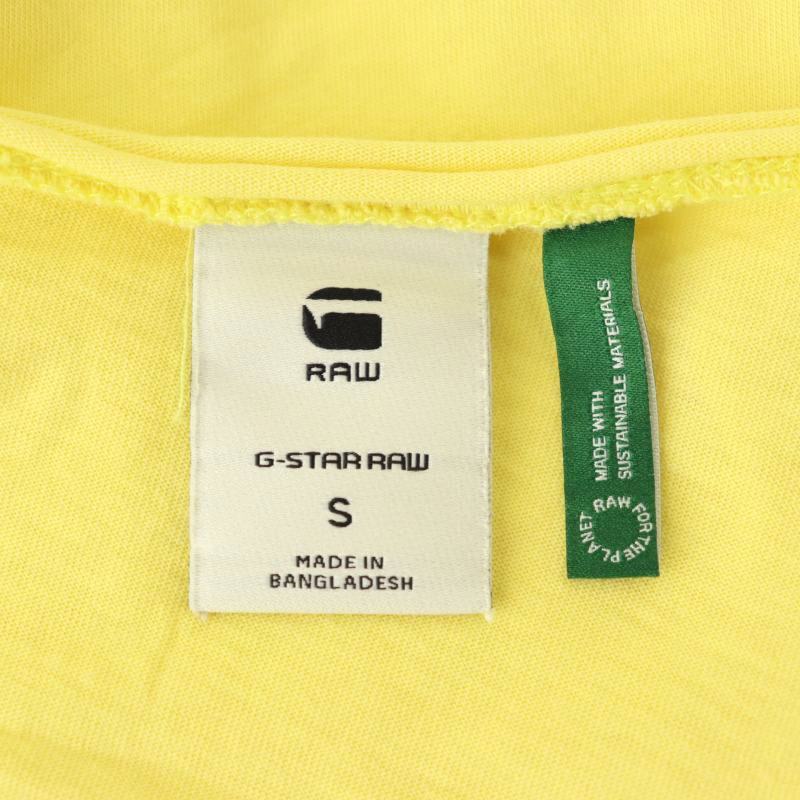 RAW
G-STAR RAW
S
MADE IN
BANGLADESH
MADE WITH
SUSTAINABLE MATERIALS
RAW FOR THE PLANET